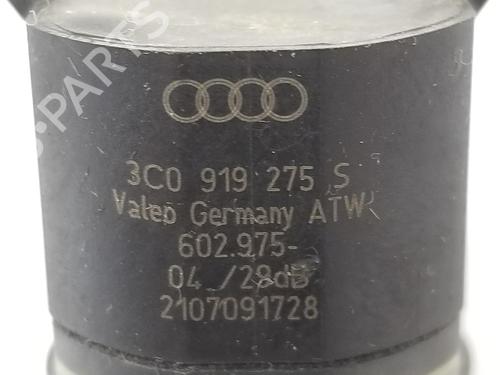 3C0 919 275 S
Valeo Germany ATW
602.975-
04 /28dB
2107091728